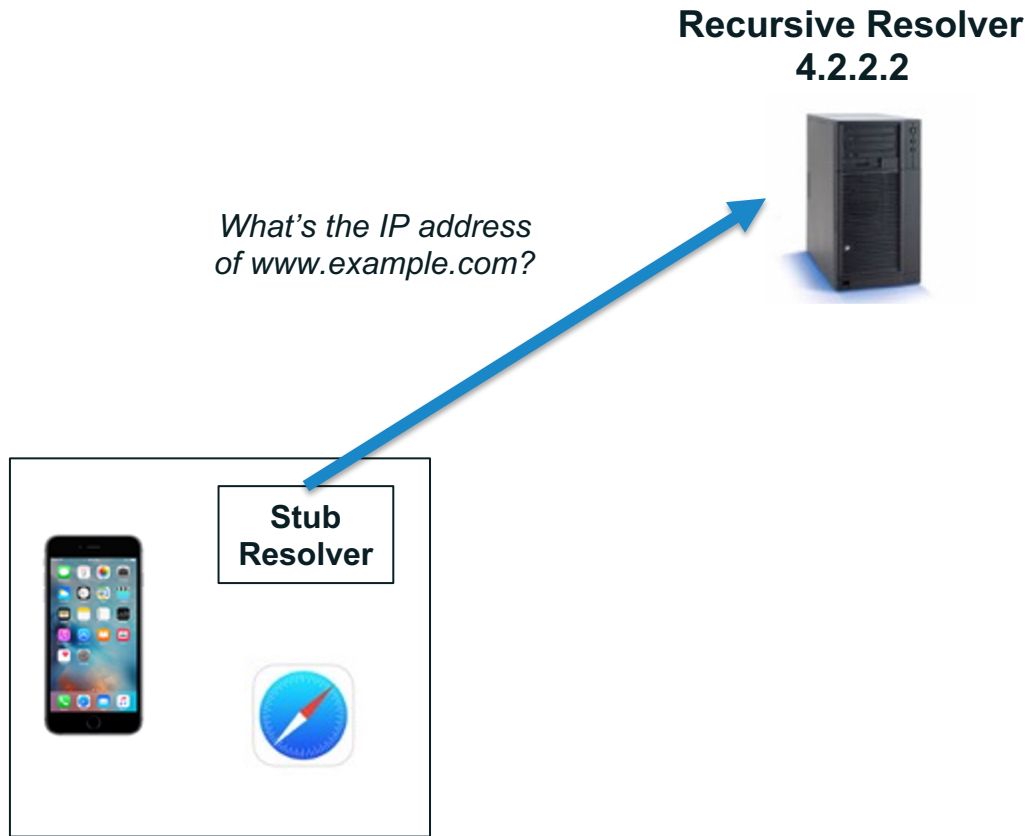 Recursive Resolver
4.2.2.2
What’s the IP address
of www.example.com?
Stub
Resolver